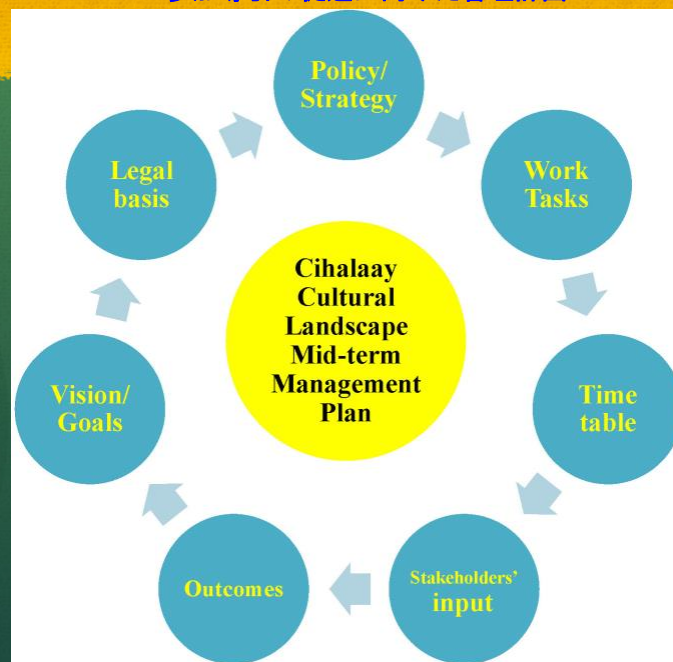 Policy/
Strategy
Legal
basis
Work
Tasks
Cihalaay
Cultural
Landscape
Mid-term
Management
Plan
Vision/
Goals
Time
table
Outcomes
Stakeholders'
input